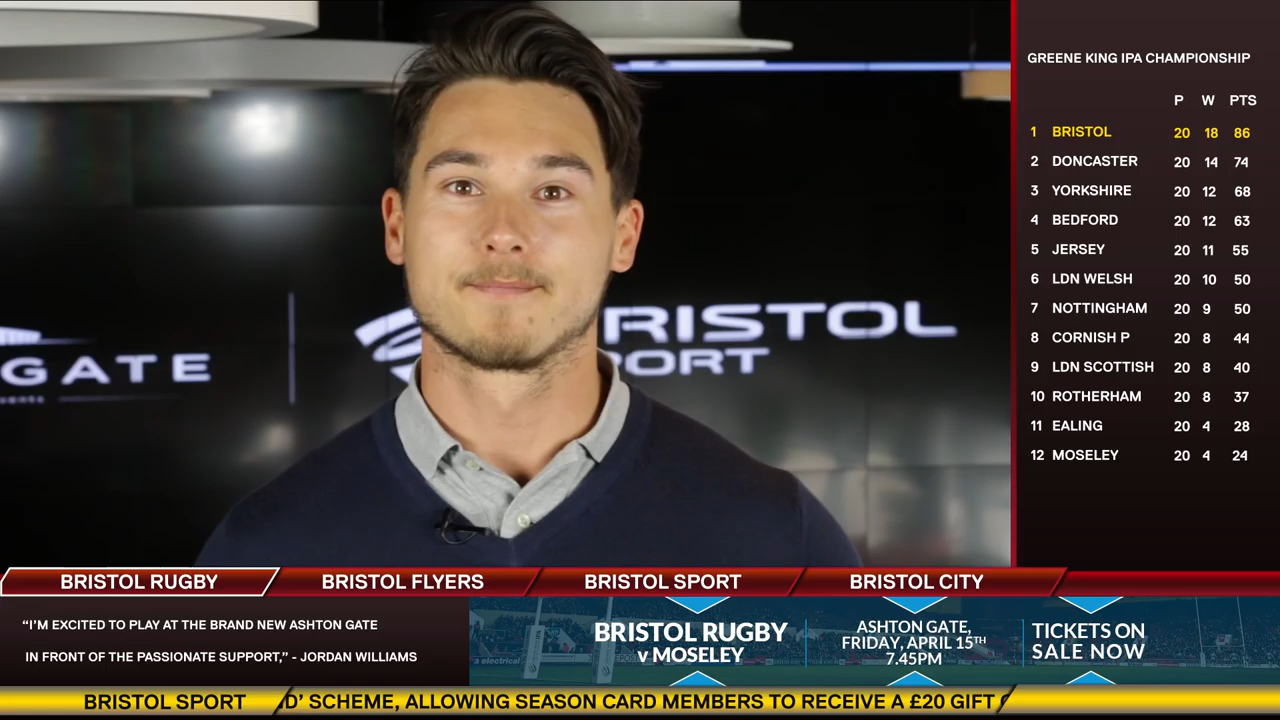 GATE
BRISTOL
SPORT
GREENE KING IPA CHAMPIONSHIP
P W PTS
1 BRISTOL 20 18 86
2 DONCASTER 20 14 74
3 YORKSHIRE 20 12 68
4 BEDFORD 20 12 63
5 JERSEY 20 11 55
6 LDN WELSH 20 10 50
7 NOTTINGHAM 20 9 50
8 CORNISH P 20 8 44
9 LDN SCOTTISH 20 8 40
10 ROTHERHAM 20 8 37
11 EALING 20 4 28
12 MOSELEY 20 4 24
BRISTOL RUGBY BRISTOL FLYERS BRISTOL SPORT BRISTOL CITY
“I’M EXCITED TO PLAY AT THE BRAND NEW ASHTON GATE
IN FRONT OF THE PASSIONATE SUPPORT,” - JORDAN WILLIAMS
BRISTOL RUGBY
v MOSELEY
ASHTON GATE,
FRIDAY, APRIL 15TH
7.45PM
TICKETS ON
SALE NOW
BRISTOL SPORT D’ SCHEME, ALLOWING SEASON CARD MEMBERS TO RECEIVE A £20 GIFT